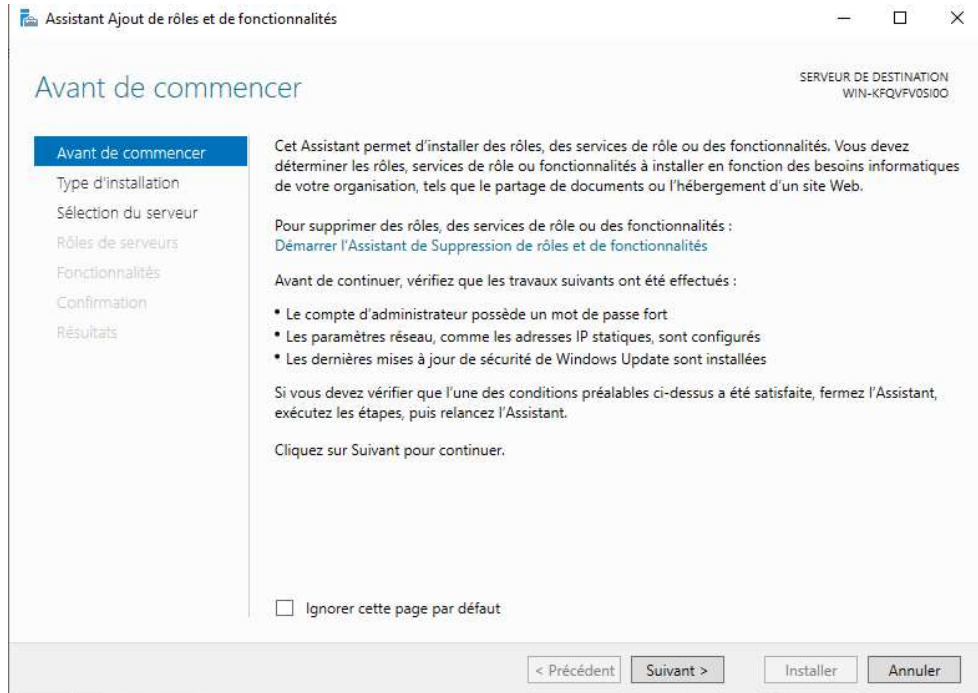 Assistant Ajout de rôles et de fonctionnalités
Avant de commencer
SERVEUR DE DESTINATION
WIN-KFQVFV0SI0O
Avant de commencer
Type d'installation
Sélection du serveur
Rôles de serveurs
Fonctionnalités
Confirmation
Résultats
Cet Assistant permet d'installer des rôles, des services de rôle ou des fonctionnalités. Vous devez
déterminer les rôles, services de rôle ou fonctionnalités à installer en fonction des besoins informatiques
de votre organisation, tels que le partage de documents ou l'hébergement d'un site Web.
Pour supprimer des rôles, des services de rôle ou des fonctionnalités :
Démarrer l'Assistant de Suppression de rôles et de fonctionnalités
Avant de continuer, vérifiez que les travaux suivants ont été effectués :
• Le compte d'administrateur possède un mot de passe fort
• Les paramètres réseau, comme les adresses IP statiques, sont configurés
• Les dernières mises à jour de sécurité de Windows Update sont installées
Si vous devez vérifier que l'une des conditions préalables ci-dessus a été satisfaite, fermez l'Assistant,
exécutez les étapes, puis relancez l'Assistant.
Cliquez sur Suivant pour continuer.
Ignorer cette page par défaut
< Précédent
Suivant >
Installer
Annuler